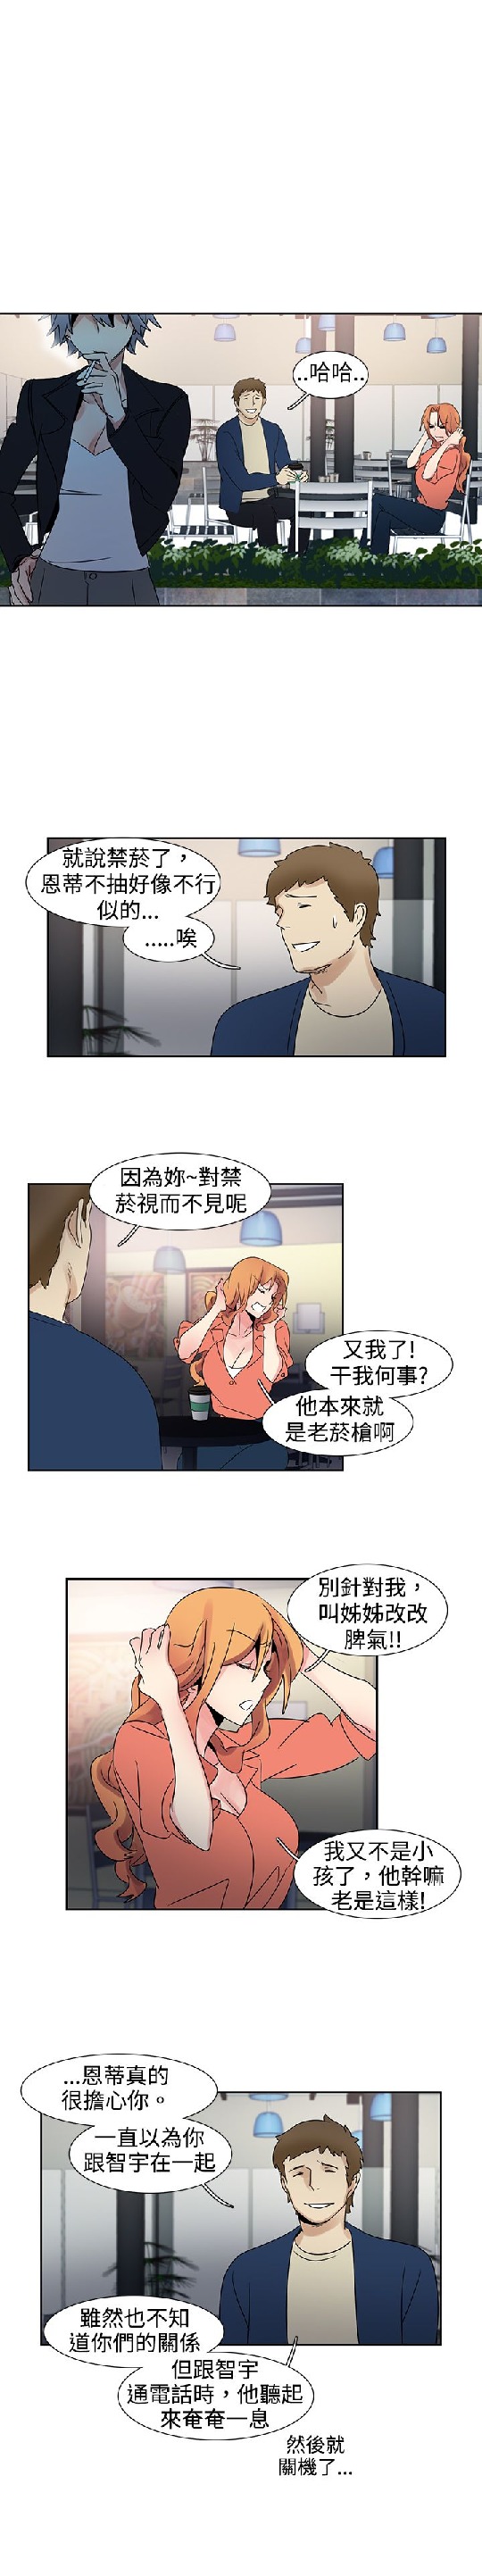 ..哈哈..
就說禁菸了，
恩蒂不抽好像不行
似的...
.....唉
因為妳~對禁
菸視而不見呢
又我了!
干我何事?
他本來就
是老菸槍啊
別針對我，
叫姊姊改改
脾氣!!
我又不是小
孩了，他幹嘛
老是這樣!
...恩蒂真的
很擔心你。
一直以為你
跟智宇在一起
雖然也不知
道你們的關係
但跟智宇
通電話時，他聽起
來奄奄一息
然後就
關機了...